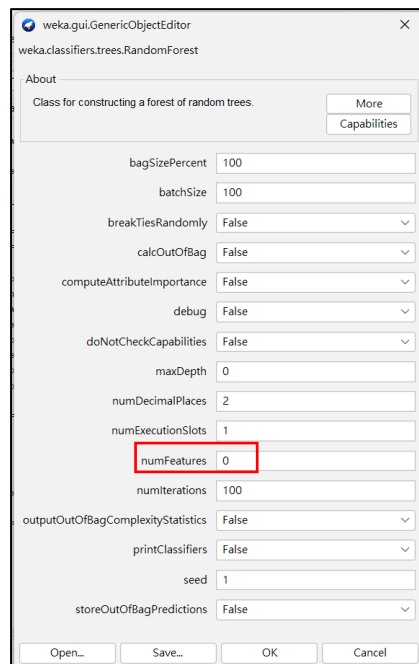 weka.gui.GenericObjectEditor
weka.classifiers.trees.RandomForest
About
Class for constructing a forest of random trees.
More
Capabilities
bagSizePercent 100
batchSize 100
breakTiesRandomly False
calcOutOfBag False
computeAttributeImportance False
debug False
doNotCheckCapabilities False
maxDepth 0
numDecimalPlaces 2
numExecutionSlots 1
numFeatures 0
numIterations 100
outputOutOfBagComplexityStatistics False
printClassifiers False
seed 1
storeOutOfBagPredictions False
Open... Save... OK Cancel